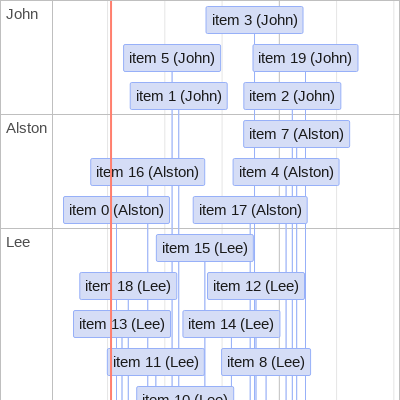 John
item 3 (John)
item 5 (John)
item 19 (John)
item 1 (John)
item 2 (John)
Alston
item 7 (Alston)
item 16 (Alston)
item 4 (Alston)
item 0 (Alston)
item 17 (Alston)
Lee
item 15 (Lee)
item 18 (Lee)
item 12 (Lee)
item 13 (Lee)
item 14 (Lee)
item 11 (Lee)
item 8 (Lee)
item 10 (Lee)